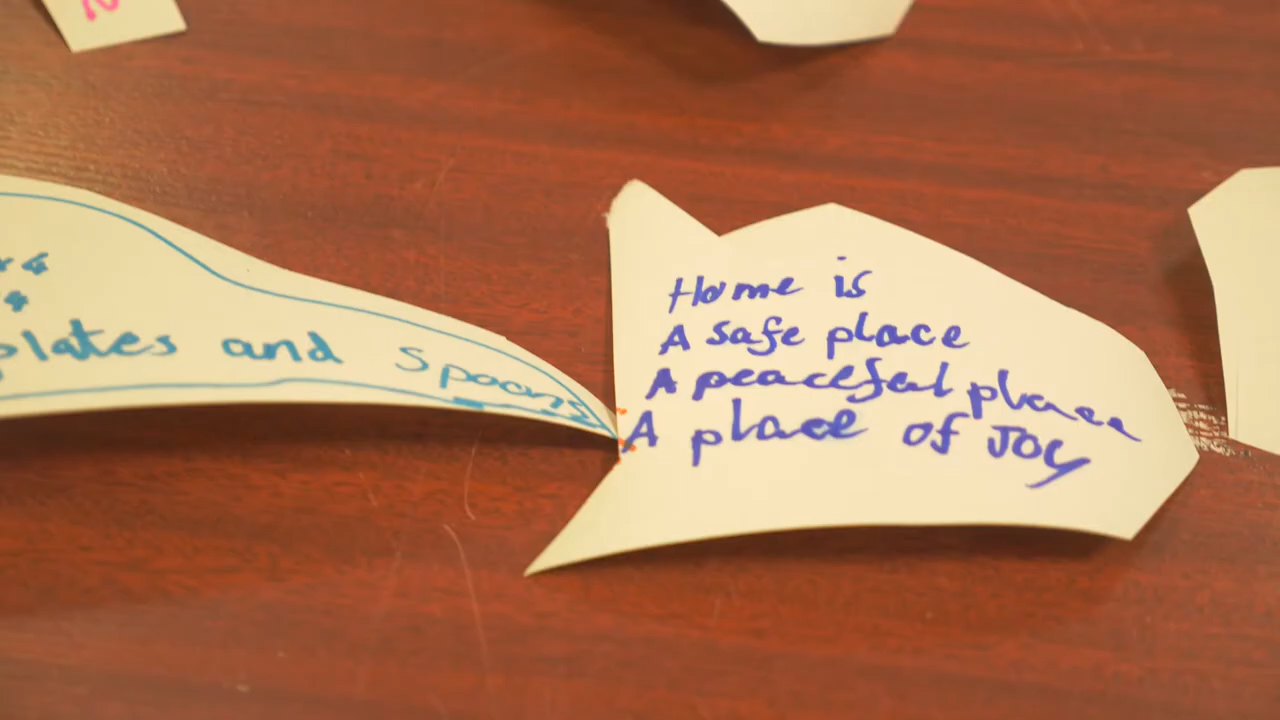 plates and spoons
Home is
A safe place
A peaceful place
A place of Joy